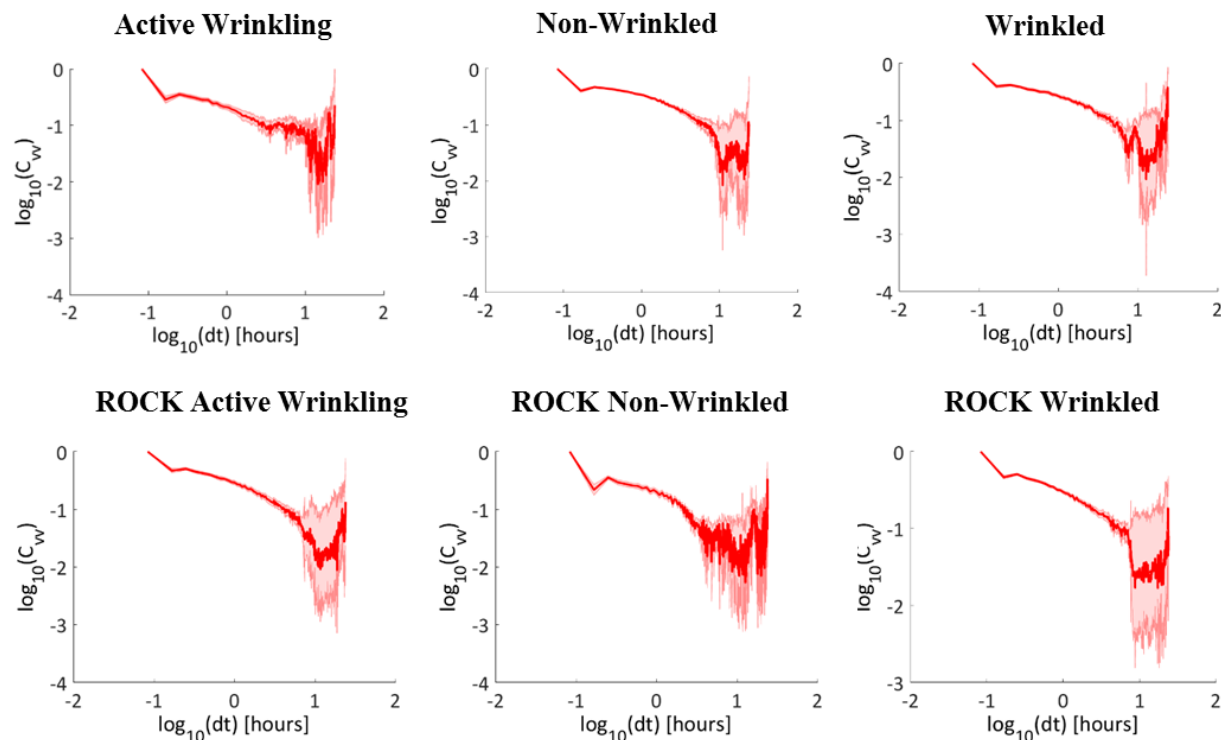 Active Wrinkling
Non-Wrinkled
Wrinkled
0
-1
-2
-3
-4
log10(Cvv)
-2 -1 0 1 2
log10(dt) [hours]
0
-1
-2
-3
-4
log10(Cvv)
-2 -1 0 1 2
log10(dt) [hours]
0
-1
-2
-3
-4
log10(Cvv)
-2 -1 0 1 2
log10(dt) [hours]
ROCK Active Wrinkling
ROCK Non-Wrinkled
ROCK Wrinkled
0
-1
-2
-3
-4
log10(Cvv)
-2 -1 0 1 2
log10(dt) [hours]
0
-1
-2
-3
-4
log10(Cvv)
-2 -1 0 1 2
log10(dt) [hours]
0
-1
-2
-3
log10(Cvv)
-2 -1 0 1 2
log10(dt) [hours]